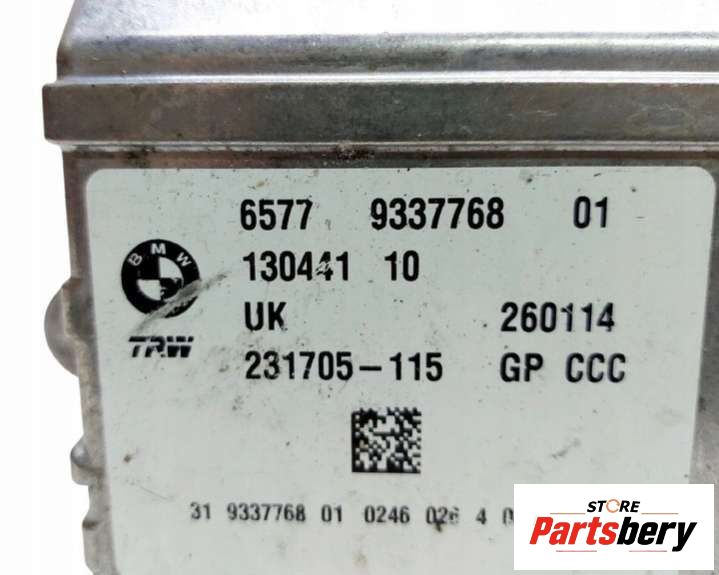 6577 9337768 01
BMW
130441 10
UK 260114
TRW
231705-115 GP CCC
31 9337768 01 0246 026 4
STORE
Partsbery